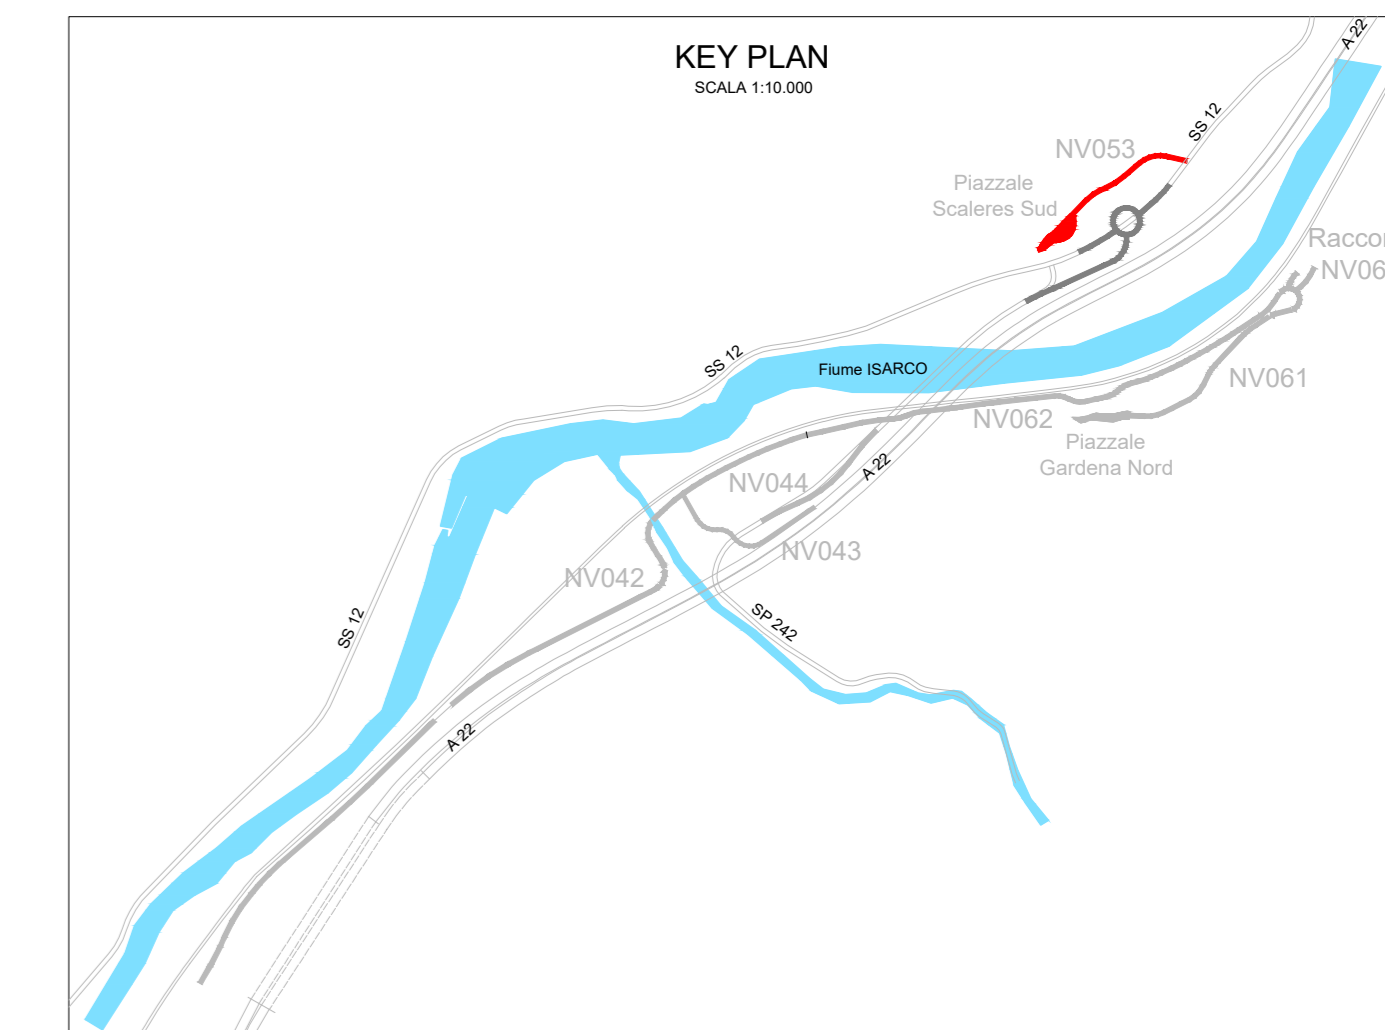 KEY PLAN
SCALA 1:10.000
A 22
SS 12
NV053
Piazzale
Scaleres Sud
Raccor
NV06
SS 12
Fiume ISARCO
NV061
NV062
Piazzale
Gardena Nord
A 22
NV044
NV043
NV042
SS 12
SP 242
A 22